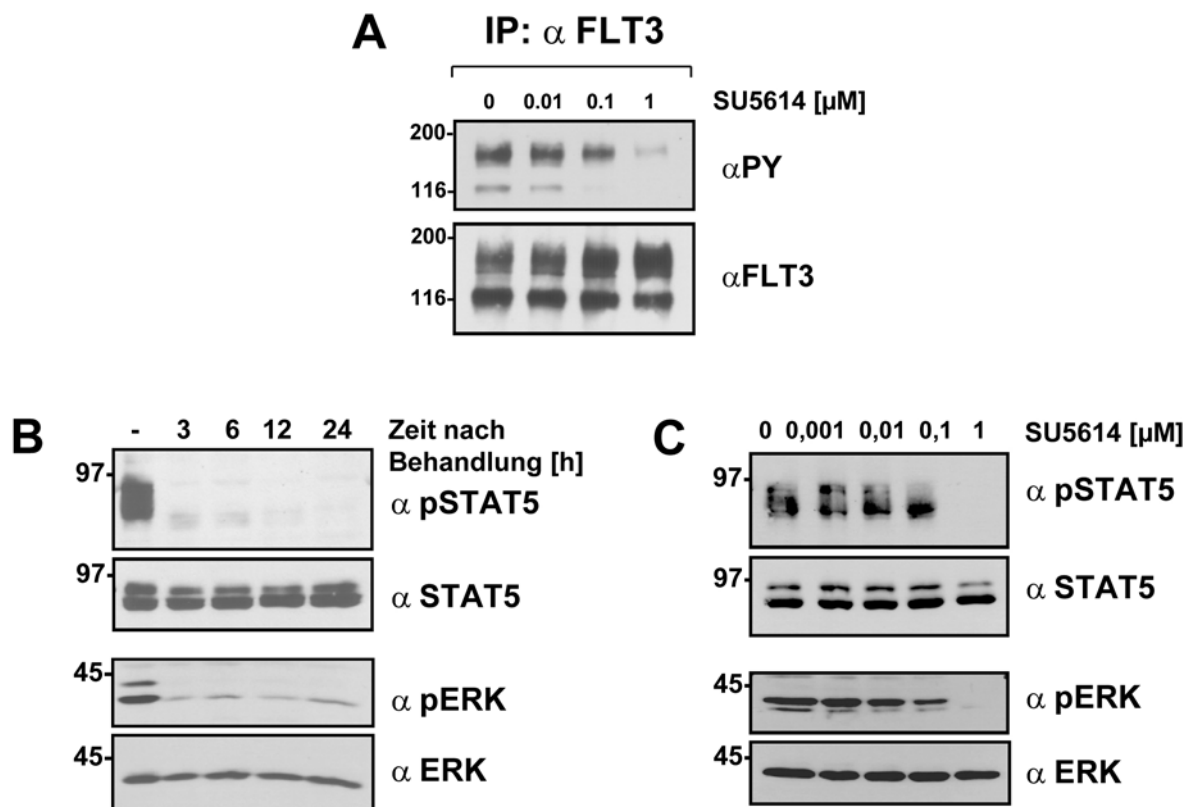 A
IP: α FLT3
0 0.01 0.1 1 SU5614 [µM]
200-
116-
αPY
200-
116-
αFLT3
B
- 3 6 12 24 Zeit nach
Behandlung [h]
97-
α pSTAT5
97-
α STAT5
45-
α pERK
45-
α ERK
C
0 0,001 0,01 0,1 1 SU5614 [µM]
97-
α pSTAT5
97-
α STAT5
45-
α pERK
45-
α ERK